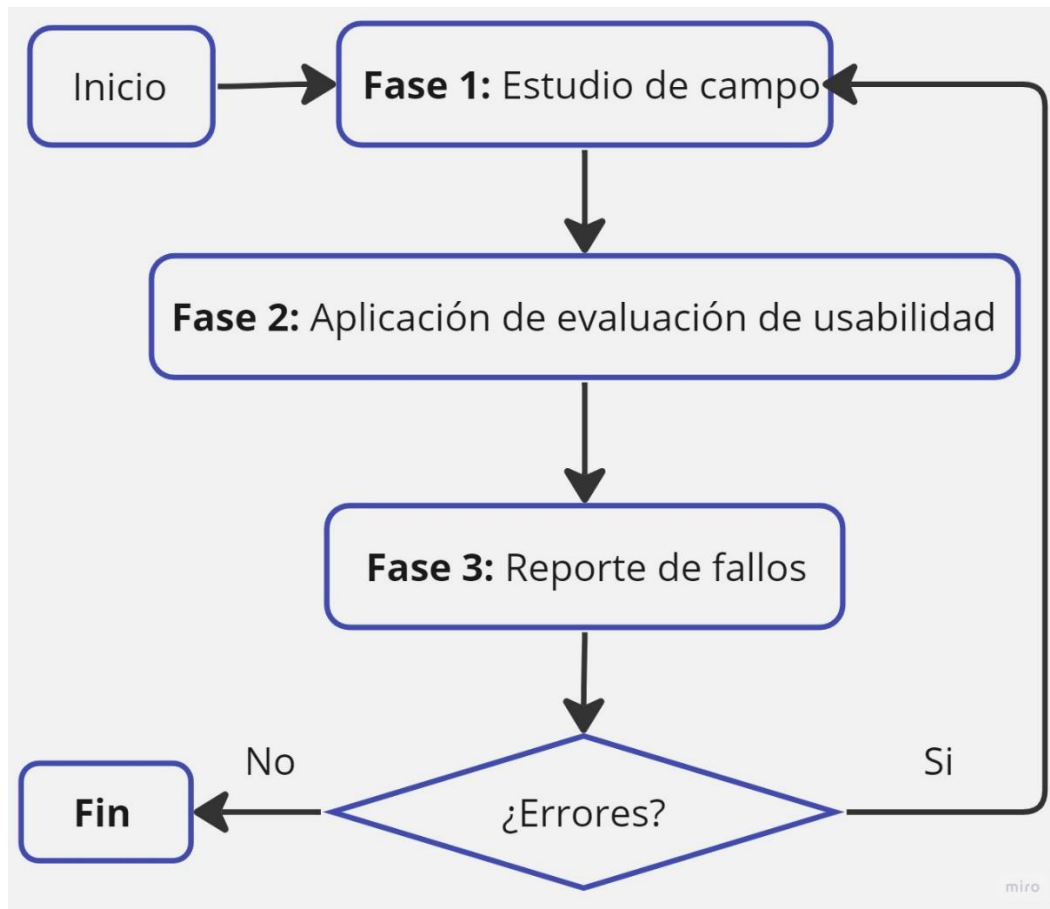 Inicio
Fase 1: Estudio de campo
Fase 2: Aplicación de evaluación de usabilidad
Fase 3: Reporte de fallos
No
Si
Fin
¿Errores?
miro